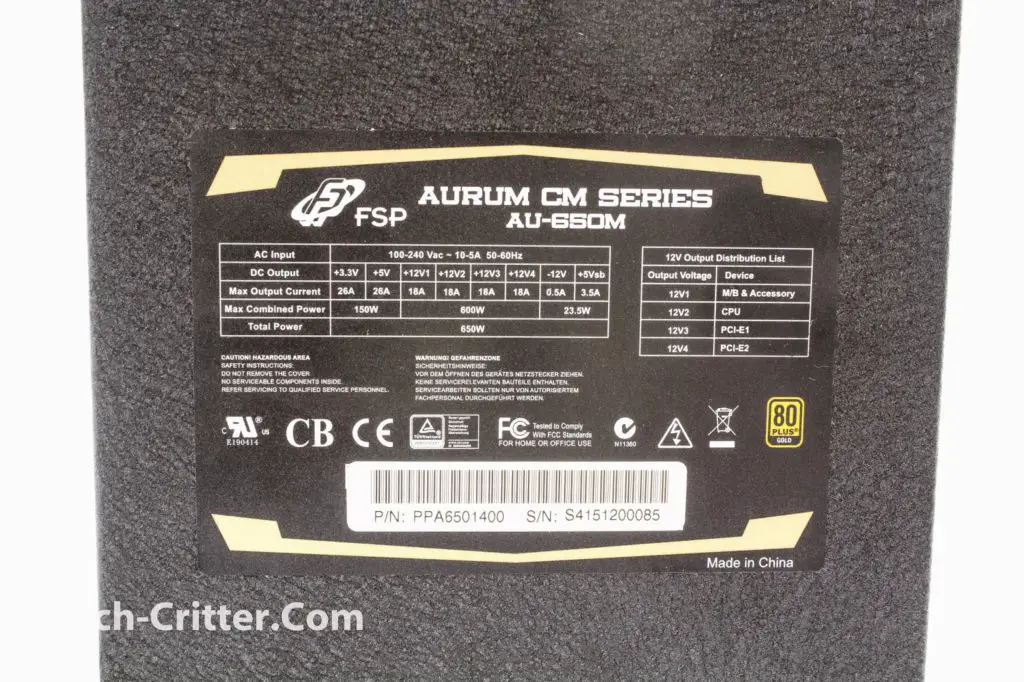 FSP
AURUM CM SERIES
AU-650M
AC Input 100-240 Vac ~ 10-5A 50-60Hz
DC Output +3.3V +5V +12V1 +12V2 +12V3 +12V4 -12V +5Vsb
Max Output Current 26A 26A 18A 18A 18A 18A 0.5A 3.5A
Max Combined Power 150W 600W 23.5W
Total Power 650W
12V Output Distribution List
Output Voltage Device
12V1 M/B & Accessory
12V2 CPU
12V3 PCI-E1
12V4 PCI-E2
CAUTION! HAZARDOUS AREA
SAFETY INSTRUCTIONS:
DO NOT REMOVE THE COVER
NO SERVICEABLE COMPONENTS INSIDE.
REFER SERVICING TO QUALIFIED SERVICE PERSONNEL.
WARNUNG! GEFAHRENZONE
SICHERHEITHINWEISE:
VOR DEM ÖFFNEN DES GERÄTES NETZSTECKER ZIEHEN.
KEINE SERVICERELEVANTEN BAUTEILE ENTHALTEN.
SERVICEARBEITEN SOLLTEN NUR VON AUTORISIERTEM
FACHPERSONAL DURCHGEFÜHRT WERDEN.
c RU® US
E190414
CB
CE
TÜVRheinland
FC Tested to Comply
With FCC Standards
FOR HOME OR OFFICE USE
N11360
80
PLUS®
GOLD
P/N: PPA6501400 S/N: S4151200085
Made in China
ch-Critter.Com